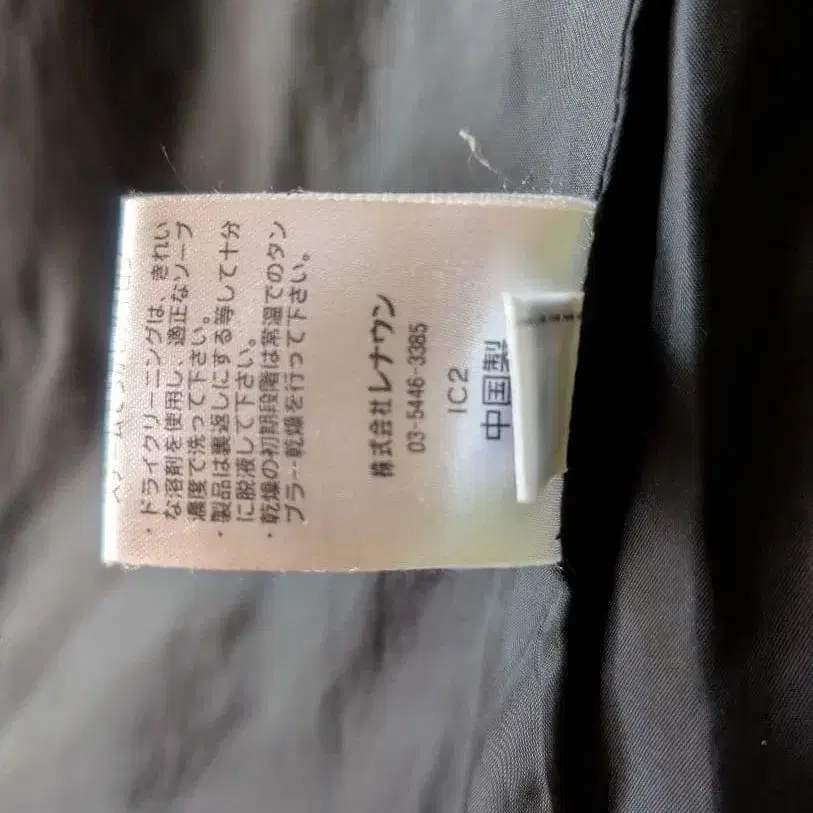 ・ドライクリーニングは、きれい
な溶剤を使用し、適正なソープ
濃度で洗って下さい。
・製品は裏返しにする等して十分
に脱液して下さい。
・乾燥の初期段階は常温でのタン
ブラー乾燥を行って下さい。
株式会社レナウン
03-5446-3385
IC2
中国製